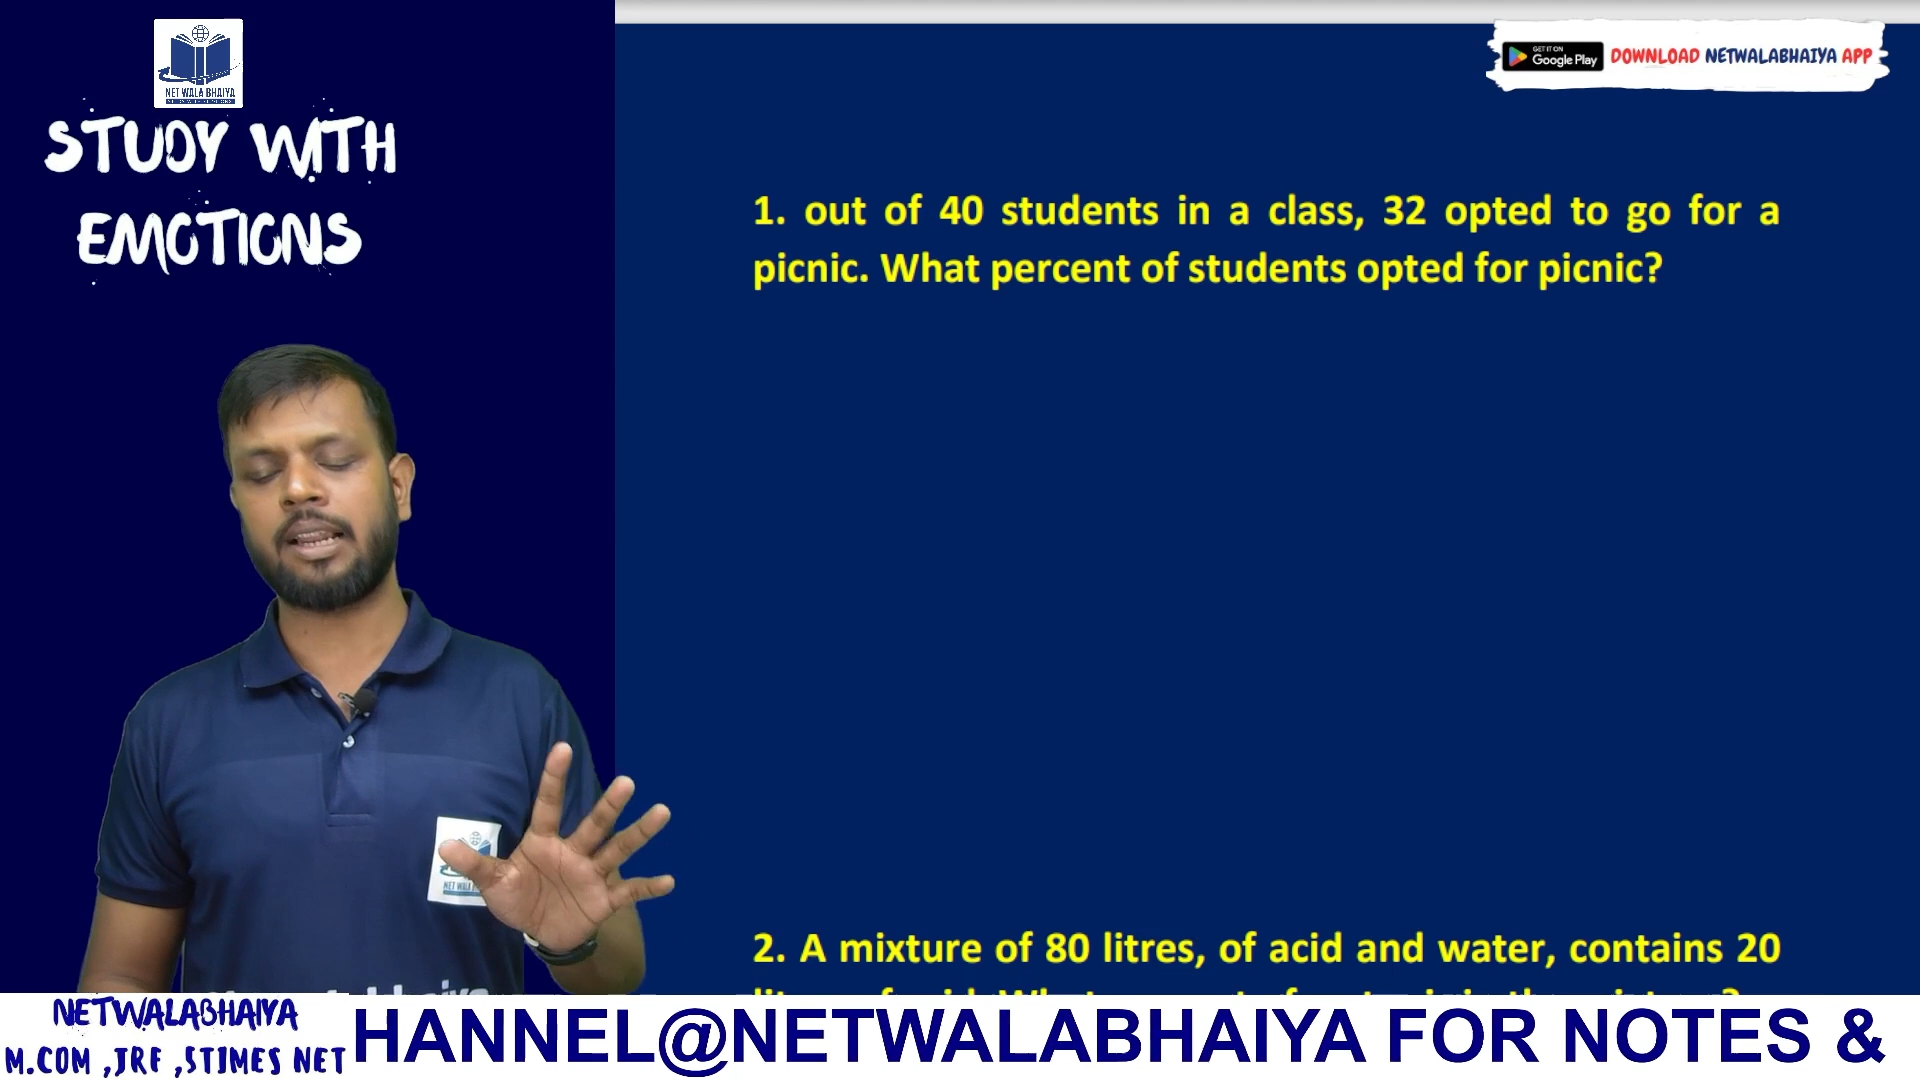 NET WALA BHAIYA
STUDY WITH
EMOTIONS
GET IT ON
Google Play
DOWNLOAD NETWALABHAIYA APP
1. out of 40 students in a class, 32 opted to go for a
picnic. What percent of students opted for picnic?
2. A mixture of 80 litres, of acid and water, contains 20
NET WALA
NETWALABHAIYA
M.COM ,JRF ,5TIMES NET
HANNEL@NETWALABHAIYA FOR NOTES &